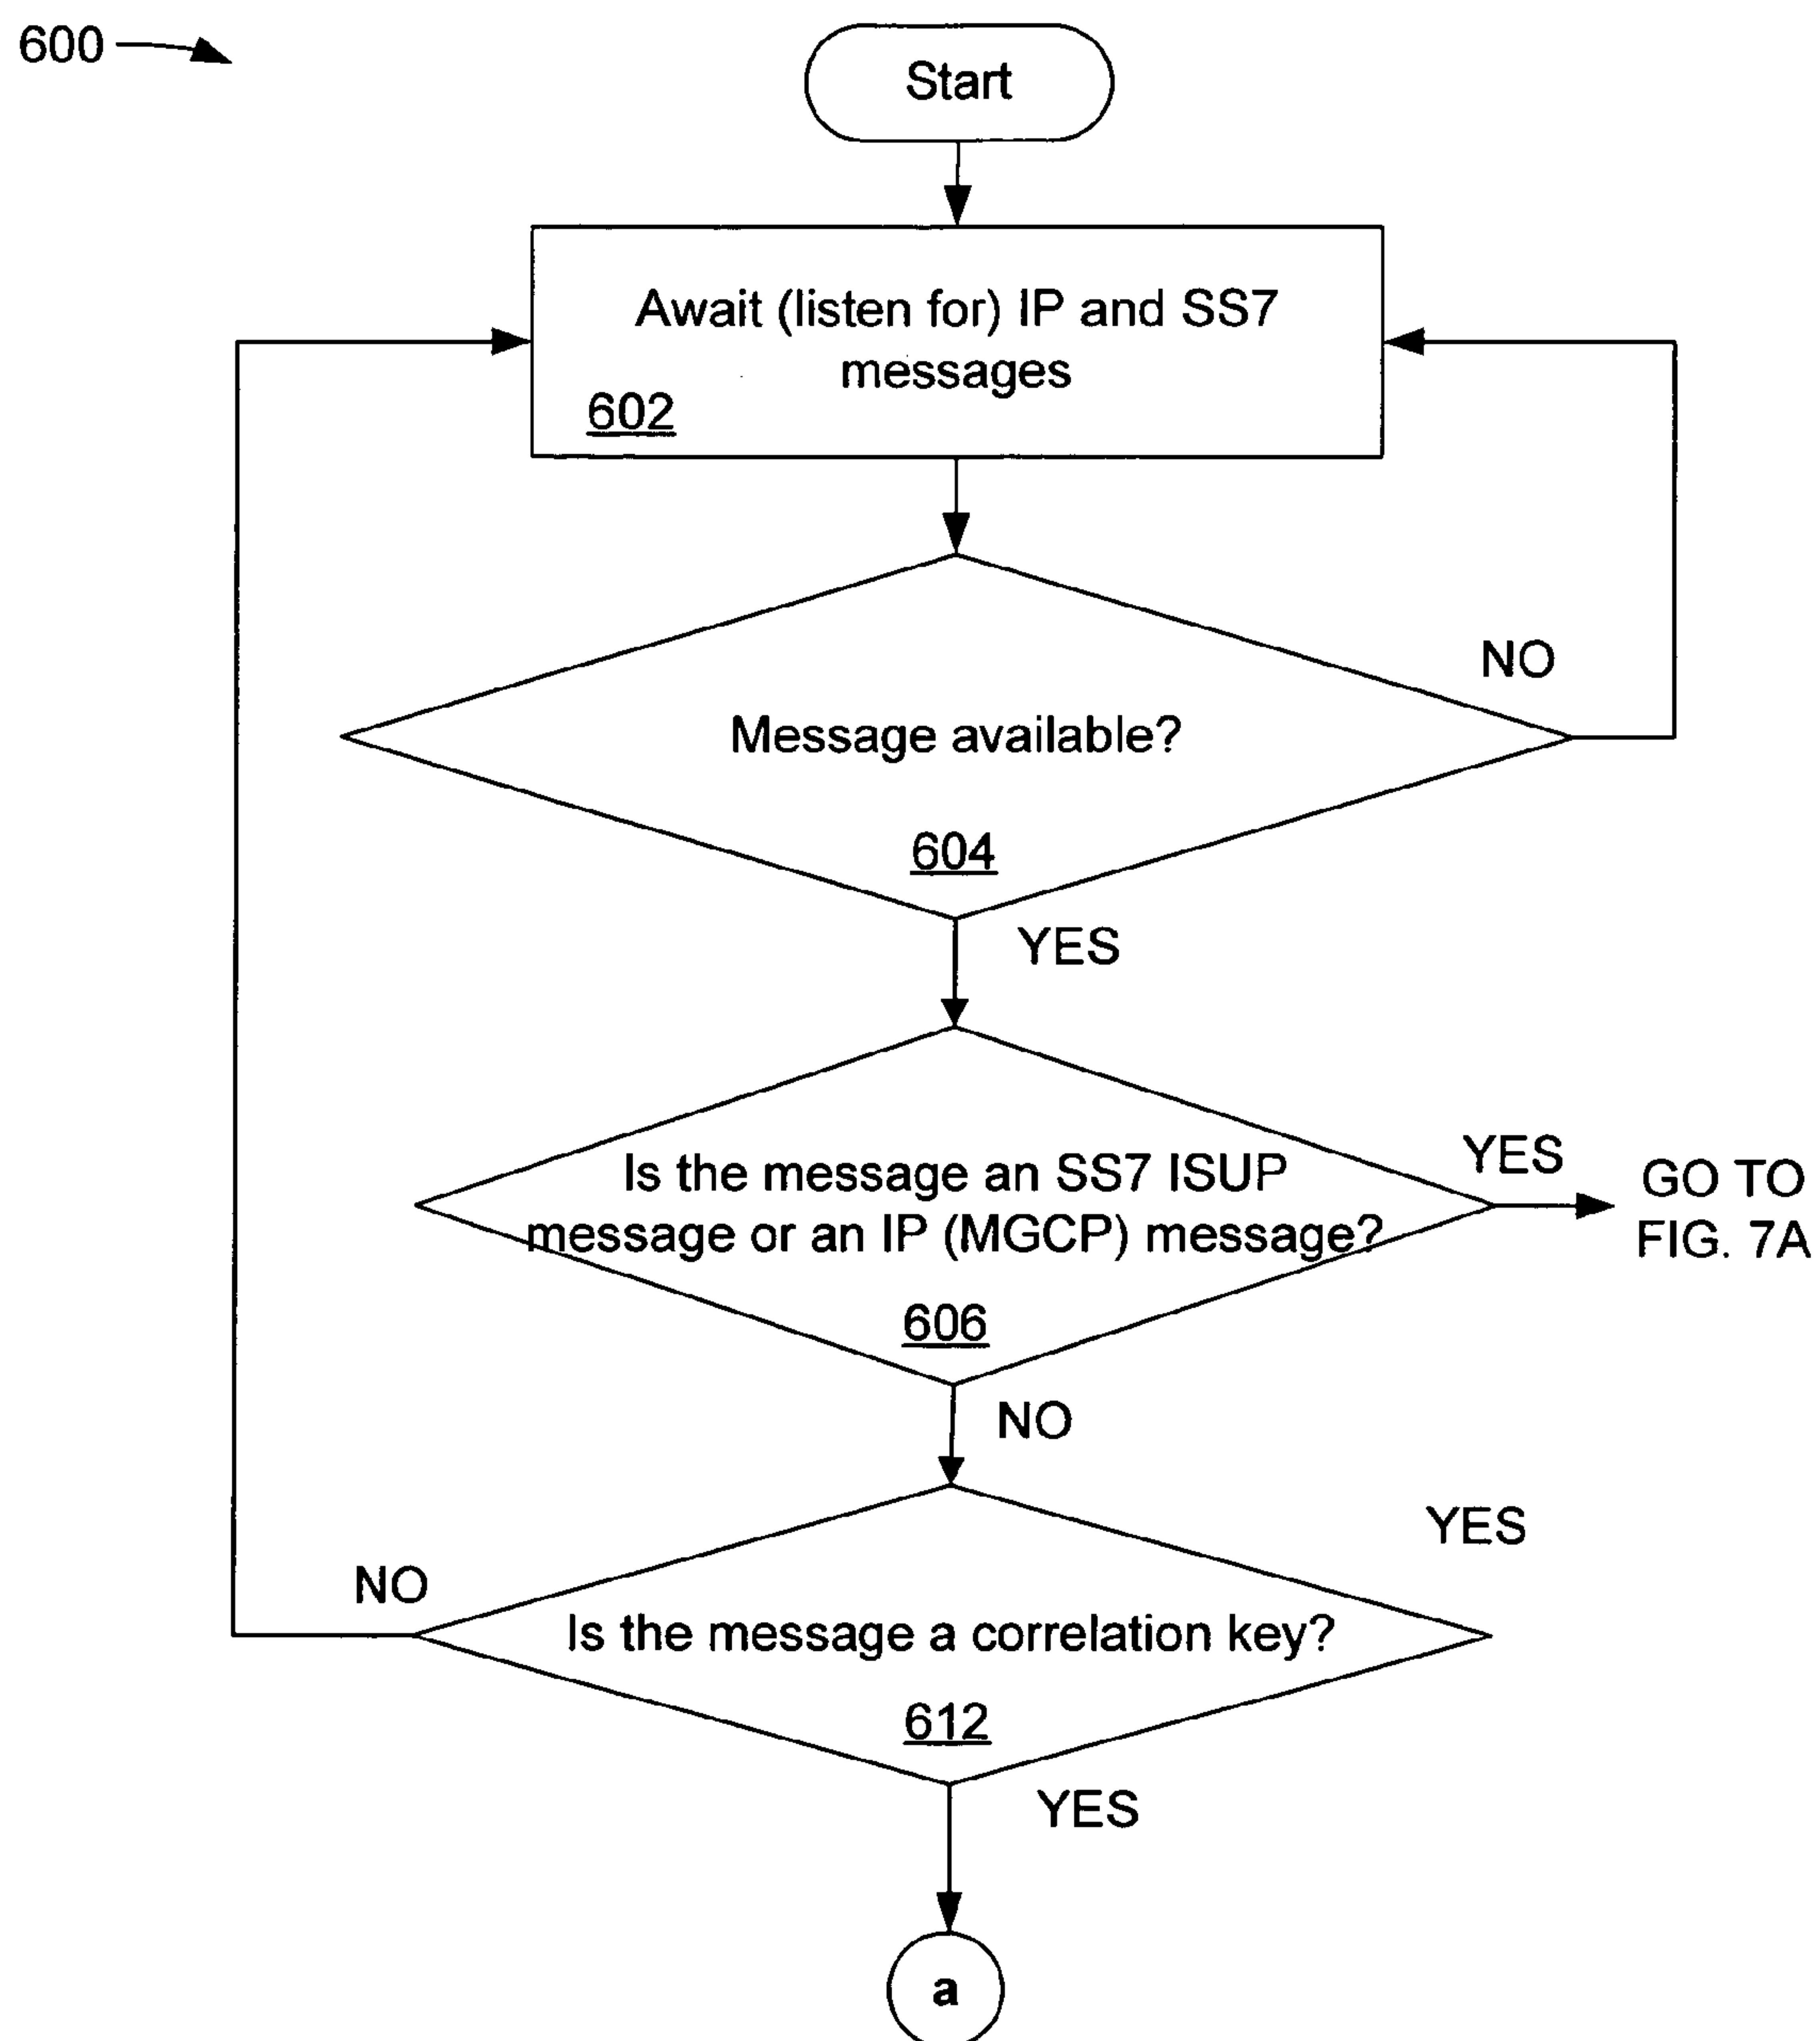 600
Start
Await (listen for) IP and SS7
messages
602
NO
Message available?
604
YES
Is the message an SS7 ISUP
message or an IP (MGCP) message?
606
YES
GO TO
FIG. 7A
NO
YES
NO
Is the message a correlation key?
612
YES
a